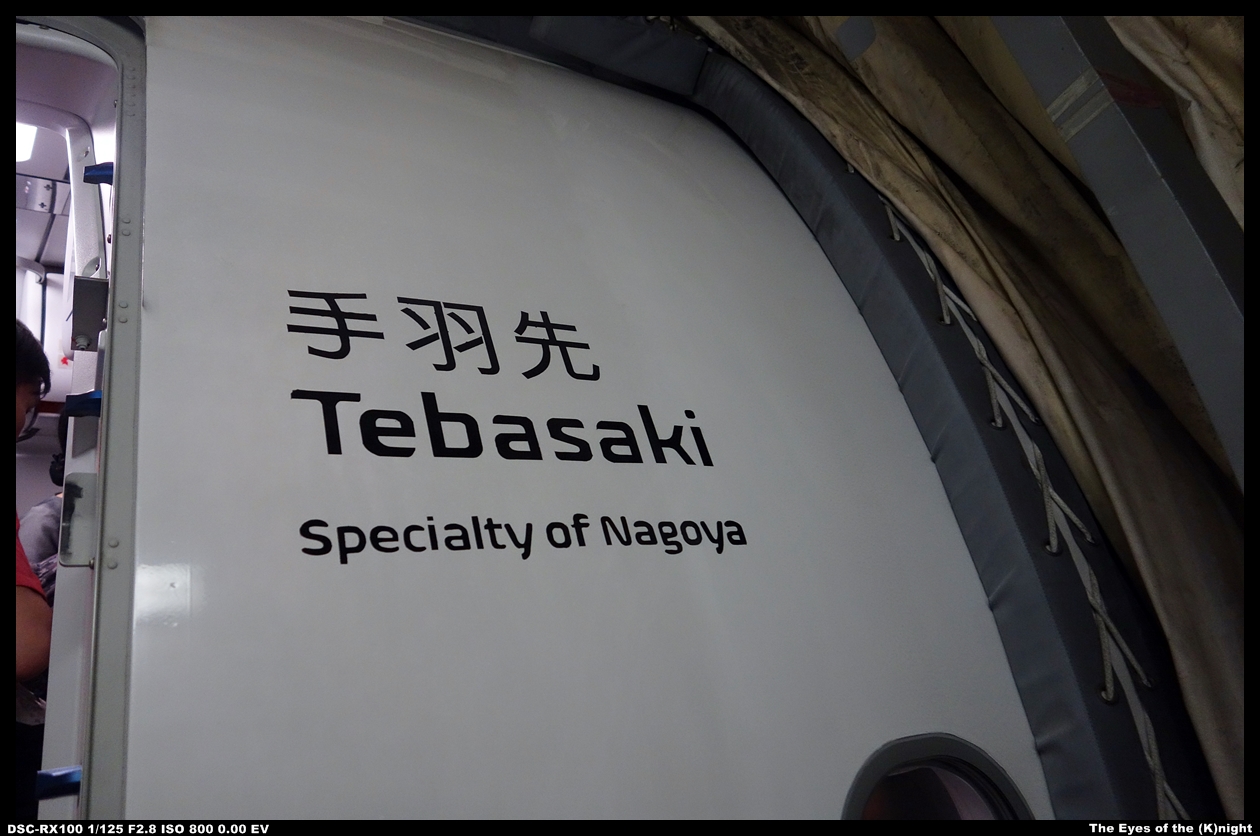 手羽先
Tebasaki
Specialty of Nagoya
DSC-RX100 1/125 F2.8 ISO 800 0.00 EV
The Eyes of the (K)night